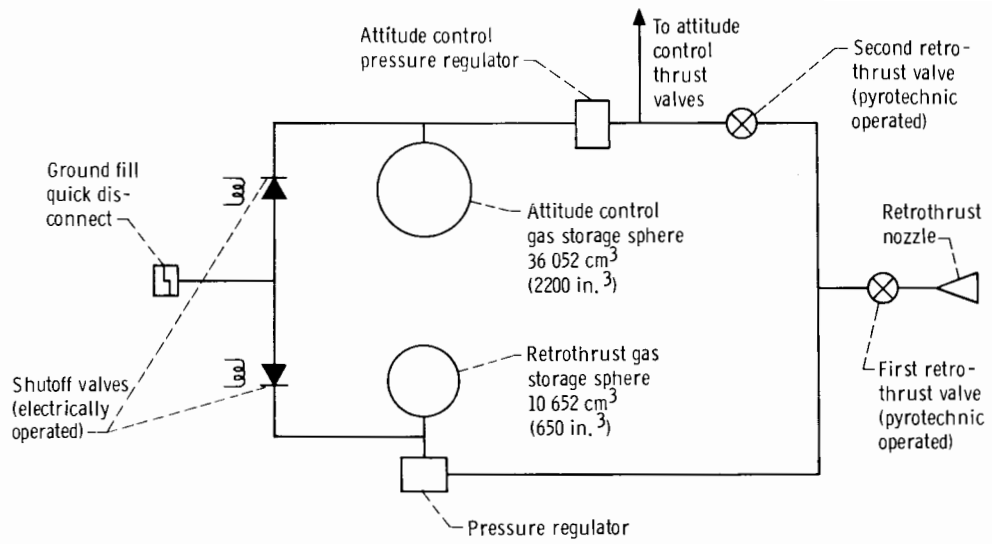 Attitude control
pressure regulator
To attitude
control
thrust
valves
Second retro-
thrust valve
(pyrotechnic
operated)
Ground fill
quick dis-
connect
Attitude control
gas storage sphere
36 052 cm³
(2200 in.³)
Retrothrust
nozzle
Retrothrust gas
storage sphere
10 652 cm³
(650 in.³)
Shutoff valves
(electrically
operated)
First retro-
thrust valve
(pyrotechnic
operated)
Pressure regulator